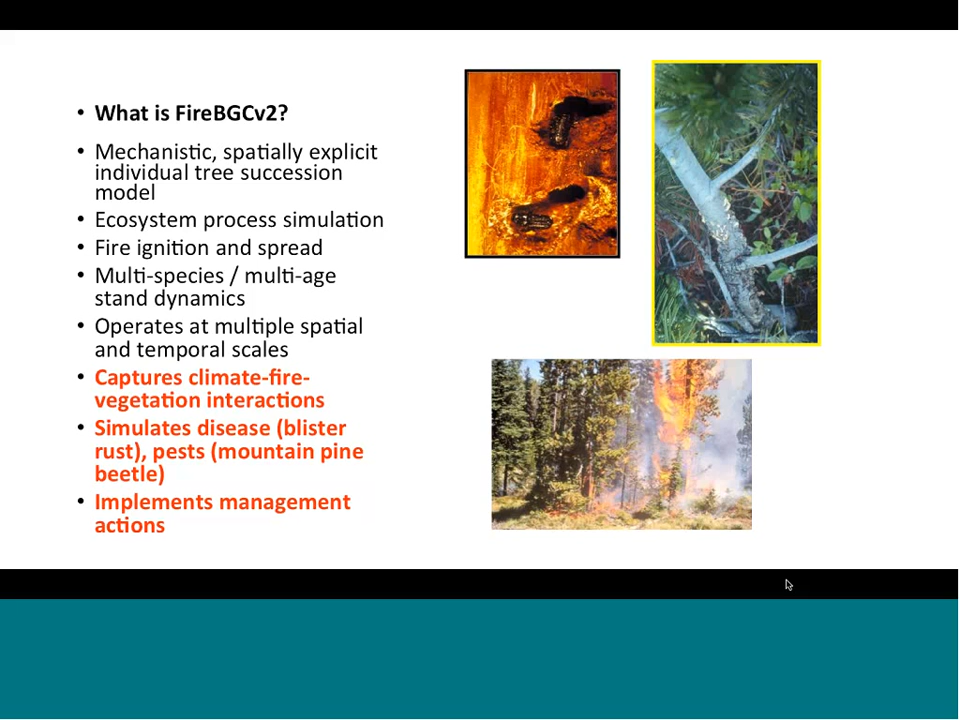 • What is FireBGCv2?
• Mechanistic, spatially explicit
individual tree succession
model
• Ecosystem process simulation
• Fire ignition and spread
• Multi-species / multi-age
stand dynamics
• Operates at multiple spatial
and temporal scales
• Captures climate-fire-
vegetation interactions
• Simulates disease (blister
rust), pests (mountain pine
beetle)
• Implements management
actions